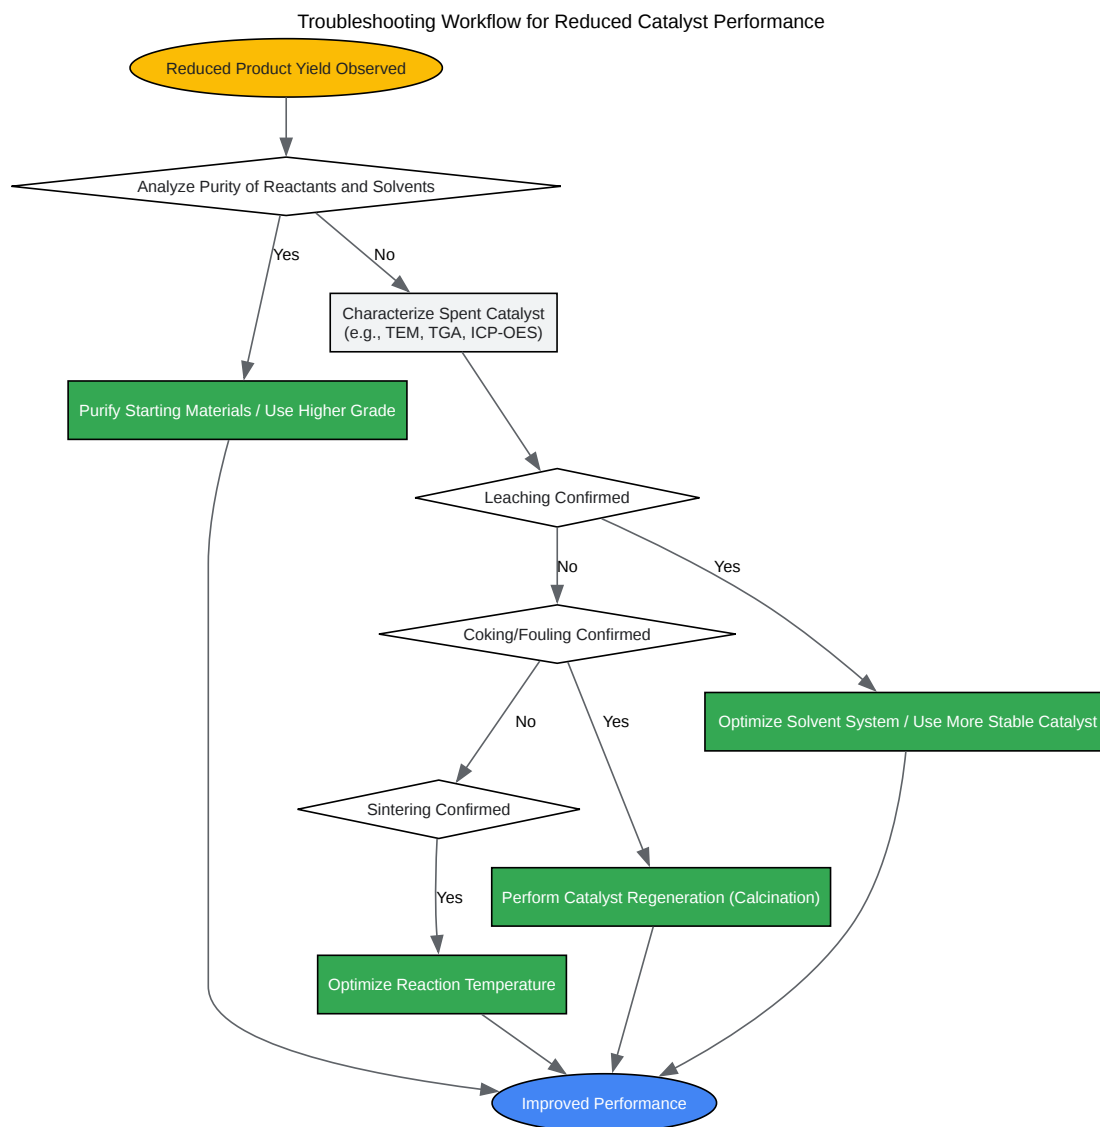 Troubleshooting Workflow for Reduced Catalyst Performance
Reduced Product Yield Observed
Analyze Purity of Reactants and Solvents
Yes
No
Characterize Spent Catalyst
(e.g., TEM, TGA, ICP-OES)
Purify Starting Materials / Use Higher Grade
Leaching Confirmed
No
Yes
Coking/Fouling Confirmed
No
Yes
Optimize Solvent System / Use More Stable Catalyst
Sintering Confirmed
Yes
Perform Catalyst Regeneration (Calcination)
Optimize Reaction Temperature
Improved Performance